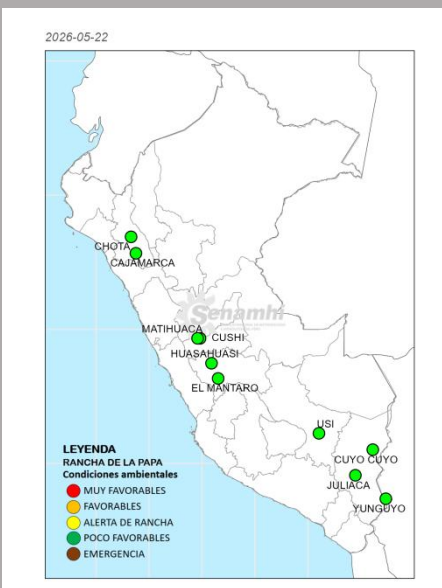 2026-05-22
CHOTA
CAJAMARCA
Senamhi
MATIHUACA
CUSHI
HUASAHUASI
EL MANTARO
USI
CUYO CUYO
JULIACA
YUNGUYO
LEYENDA
RANCHA DE LA PAPA
Condiciones ambientales
MUY FAVORABLES
FAVORABLES
ALERTA DE RANCHA
POCO FAVORABLES
EMERGENCIA